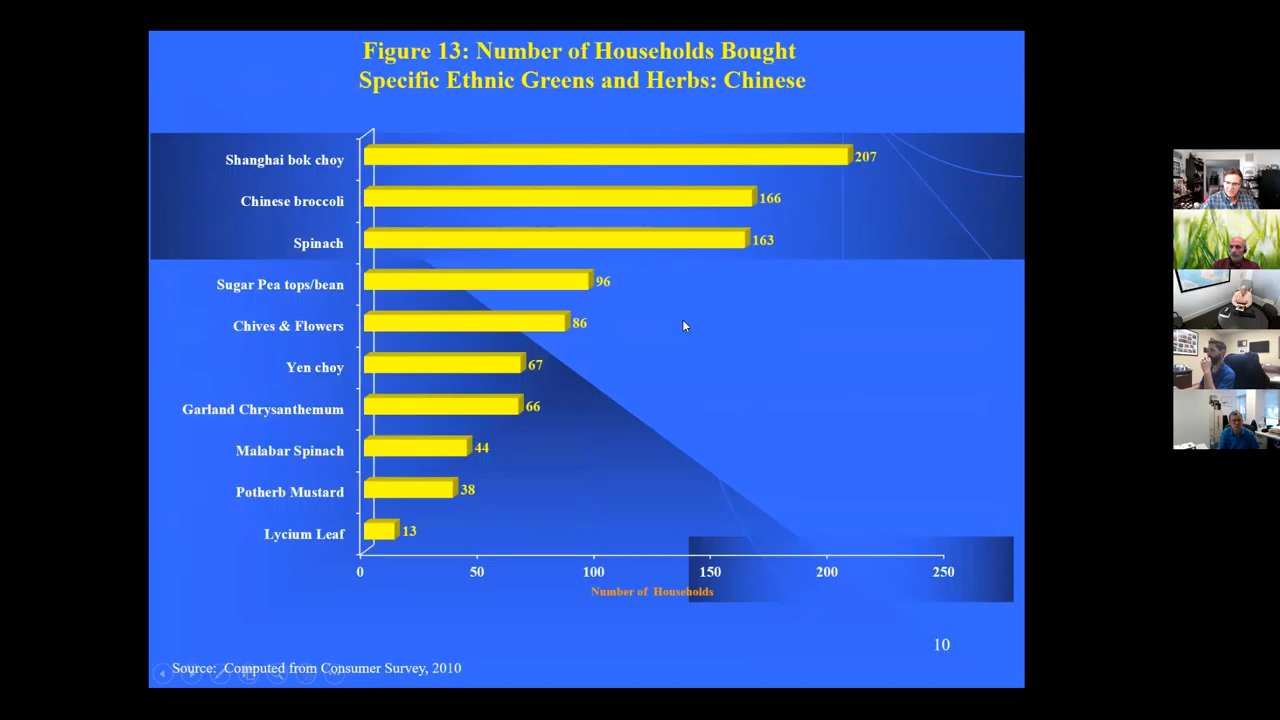 Figure 13: Number of Households Bought
Specific Ethnic Greens and Herbs: Chinese
Shanghai bok choy
207
Chinese broccoli
166
Spinach
163
Sugar Pea tops/bean
96
Chives & Flowers
86
Yen choy
67
Garland Chrysanthemum
66
Malabar Spinach
44
Potherb Mustard
38
Lycium Leaf
13
0 50 100 150 200 250
Number of Households
10
Source: Computed from Consumer Survey, 2010